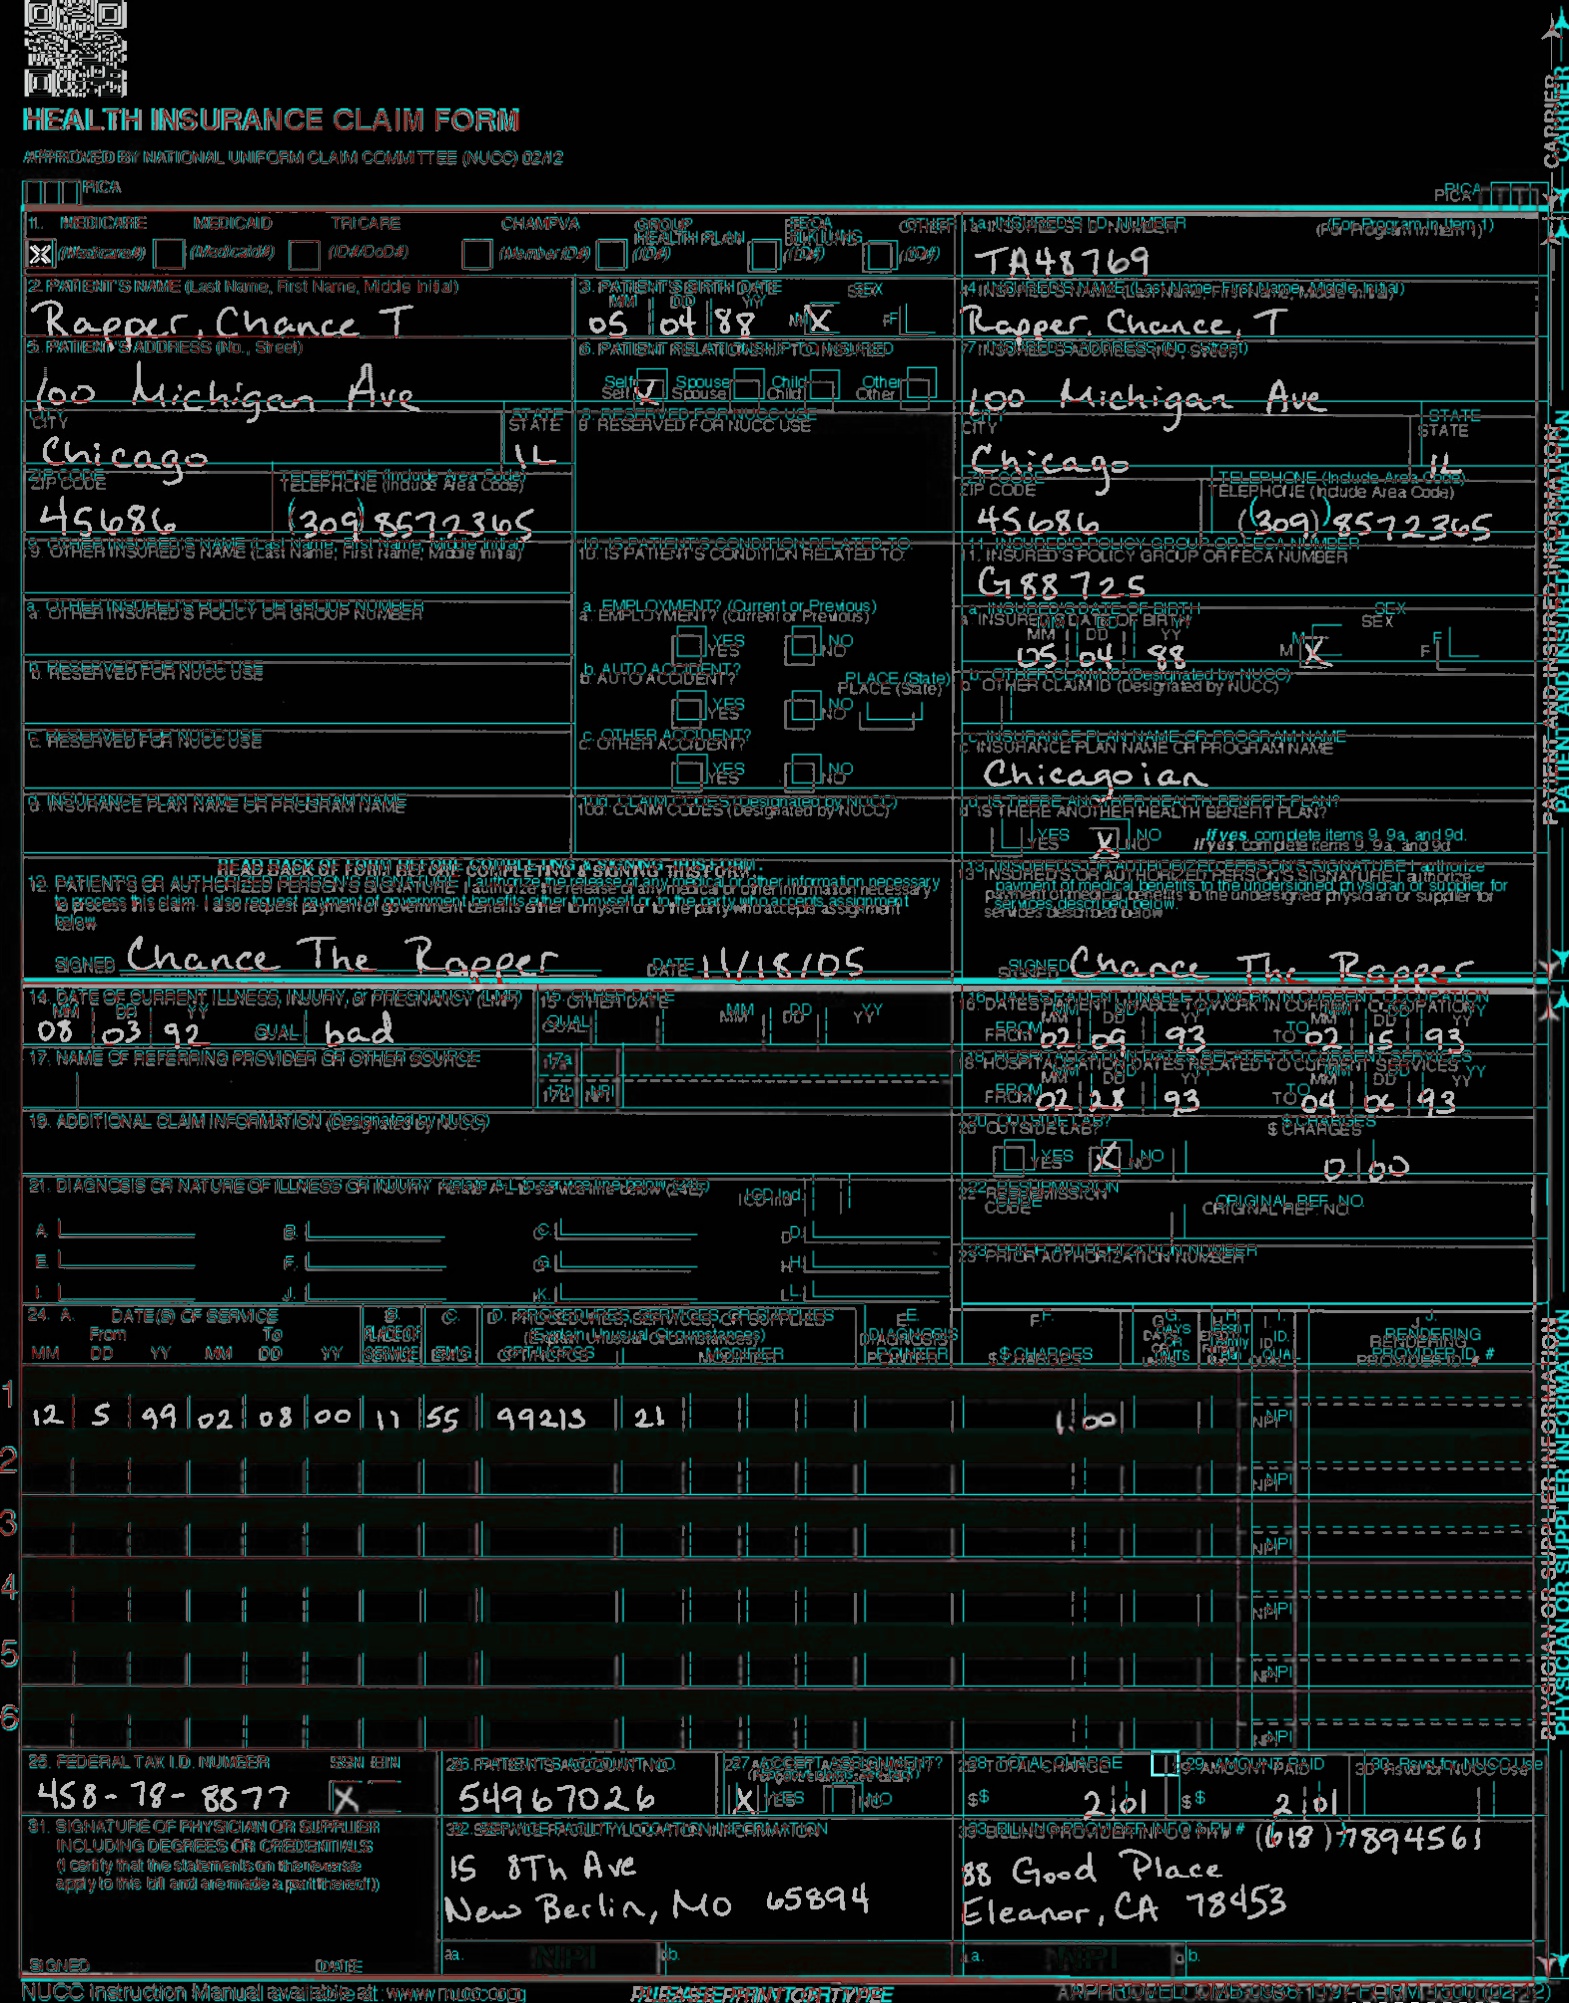 HEALTH INSURANCE CLAIM FORM
APPROVED BY NATIONAL UNIFORM CLAIM COMMITTEE (NUCC) 02/12
PICA
PICA
CARRIER
1. MEDICARE MEDICAID TRICARE CHAMPVA GROUP HEALTH PLAN FECA BLK LUNG OTHER
X (Medicare#) (Medicaid#) (ID#/DoD#) (Member ID#) (ID#) (ID#) (ID#)
1a. INSURED'S I.D. NUMBER (For Program in Item 1)
TA48769
2. PATIENT'S NAME (Last Name, First Name, Middle Initial)
Rapper, Chance T
3. PATIENT'S BIRTH DATE SEX
MM DD YY
05 04 88 M X F
4. INSURED'S NAME (Last Name, First Name, Middle Initial)
Rapper, Chance, T
5. PATIENT'S ADDRESS (No., Street)
100 Michigan Ave
6. PATIENT RELATIONSHIP TO INSURED
Self X Spouse Child Other
7. INSURED'S ADDRESS (No., Street)
100 Michigan Ave
CITY STATE
Chicago IL
8. RESERVED FOR NUCC USE
CITY STATE
Chicago IL
ZIP CODE TELEPHONE (Include Area Code)
45686 (309) 8572365
ZIP CODE TELEPHONE (Include Area Code)
45686 (309) 8572365
9. OTHER INSURED'S NAME (Last Name, First Name, Middle Initial)
10. IS PATIENT'S CONDITION RELATED TO:
11. INSURED'S POLICY GROUP OR FECA NUMBER
G88725
a. OTHER INSURED'S POLICY OR GROUP NUMBER
a. EMPLOYMENT? (Current or Previous)
YES NO
a. INSURED'S DATE OF BIRTH SEX
MM DD YY
05 04 88 M X F
b. RESERVED FOR NUCC USE
b. AUTO ACCIDENT? PLACE (State)
YES NO
b. OTHER CLAIM ID (Designated by NUCC)
c. RESERVED FOR NUCC USE
c. OTHER ACCIDENT?
YES NO
c. INSURANCE PLAN NAME OR PROGRAM NAME
Chicagoian
d. INSURANCE PLAN NAME OR PROGRAM NAME
10d. CLAIM CODES (Designated by NUCC)
d. IS THERE ANOTHER HEALTH BENEFIT PLAN?
YES X NO If yes, complete items 9, 9a, and 9d.
READ BACK OF FORM BEFORE COMPLETING & SIGNING THIS FORM.
12. PATIENT'S OR AUTHORIZED PERSON'S SIGNATURE I authorize the release of any medical or other information necessary
to process this claim. I also request payment of government benefits either to myself or to the party who accepts assignment
below.
SIGNED Chance The Rapper DATE 11/18/05
13. INSURED'S OR AUTHORIZED PERSON'S SIGNATURE I authorize
payment of medical benefits to the undersigned physician or supplier for
services described below.
SIGNED Chance The Rapper
PATIENT AND INSURED INFORMATION
14. DATE OF CURRENT ILLNESS, INJURY, or PREGNANCY (LMP)
MM DD YY
08 03 92 QUAL. bad
15. OTHER DATE
QUAL. MM DD YY
16. DATES PATIENT UNABLE TO WORK IN CURRENT OCCUPATION
MM DD YY MM DD YY
FROM 02 09 93 TO 02 15 93
17. NAME OF REFERRING PROVIDER OR OTHER SOURCE
17a.
17b. NPI
18. HOSPITALIZATION DATES RELATED TO CURRENT SERVICES
MM DD YY MM DD YY
FROM 02 28 93 TO 04 06 93
19. ADDITIONAL CLAIM INFORMATION (Designated by NUCC)
20. OUTSIDE LAB? $ CHARGES
YES X NO 0 00
21. DIAGNOSIS OR NATURE OF ILLNESS OR INJURY Relate A-L to service line below (24E) ICD Ind.
A. B. C. D.
E. F. G. H.
I. J. K. L.
22. RESUBMISSION CODE ORIGINAL REF. NO.
23. PRIOR AUTHORIZATION NUMBER
24. A. DATE(S) OF SERVICE B. C. D. PROCEDURES, SERVICES, OR SUPPLIES E. F. G. H. I. J.
From To PLACE OF (Explain Unusual Circumstances) DIAGNOSIS DAYS OR ID. RENDERING
MM DD YY MM DD YY SERVICE EMG CPT/HCPCS MODIFIER POINTER $ CHARGES UNITS QUAL. PROVIDER ID. #
1
12 5 99 02 08 00 11 55 99213 21 1 00 NPI
2
NPI
3
NPI
4
NPI
5
NPI
6
NPI
PHYSICIAN OR SUPPLIER INFORMATION
25. FEDERAL TAX I.D. NUMBER SSN EIN
458-78-8877 X
26. PATIENT'S ACCOUNT NO.
54967026
27. ACCEPT ASSIGNMENT?
X YES NO
28. TOTAL CHARGE
$ 2 01
29. AMOUNT PAID
$ 2 01
30. Rsvd for NUCC Use
31. SIGNATURE OF PHYSICIAN OR SUPPLIER
INCLUDING DEGREES OR CREDENTIALS
(I certify that the statements on the reverse
apply to this bill and are made a part thereof.)
SIGNED DATE
32. SERVICE FACILITY LOCATION INFORMATION
15 8Th Ave
New Berlin, MO 65894
a. NPI b.
33. BILLING PROVIDER INFO & PH # (618) 7894561
88 Good Place
Eleanor, CA 78453
a. NPI b.
NUCC Instruction Manual available at: www.nucc.org
PLEASE PRINT OR TYPE